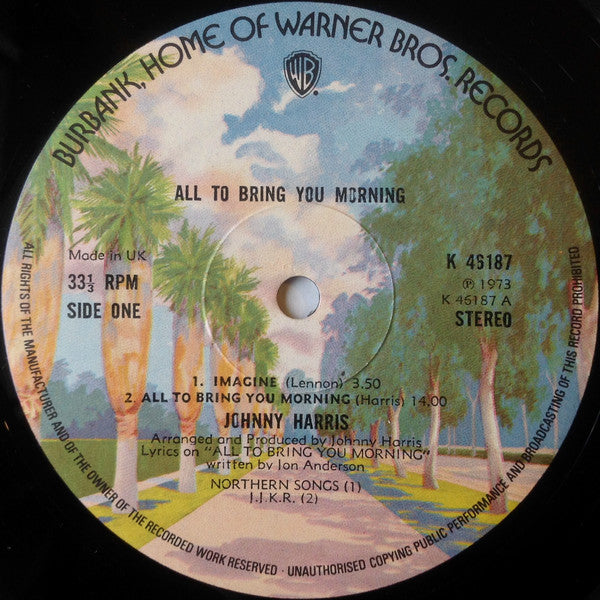 BURBANK, HOME OF WARNER BROS. RECORDS
WB
ALL TO BRING YOU MORNING
Made in UK
33⅓ RPM
SIDE ONE
K 46187
Ⓟ 1973
K 46187 A
STEREO
1. IMAGINE (Lennon) 3.50
2. ALL TO BRING YOU MORNING (Harris) 14.00
JOHNNY HARRIS
Arranged and Produced by Johnny Harris
Lyrics on "ALL TO BRING YOU MORNING"
written by Jon Anderson
NORTHERN SONGS (1)
J.J.K.R. (2)
ALL RIGHTS OF THE MANUFACTURER AND OF THE OWNER OF THE RECORDED WORK RESERVED · UNAUTHORISED COPYING PUBLIC PERFORMANCE AND BROADCASTING OF THIS RECORD PROHIBITED